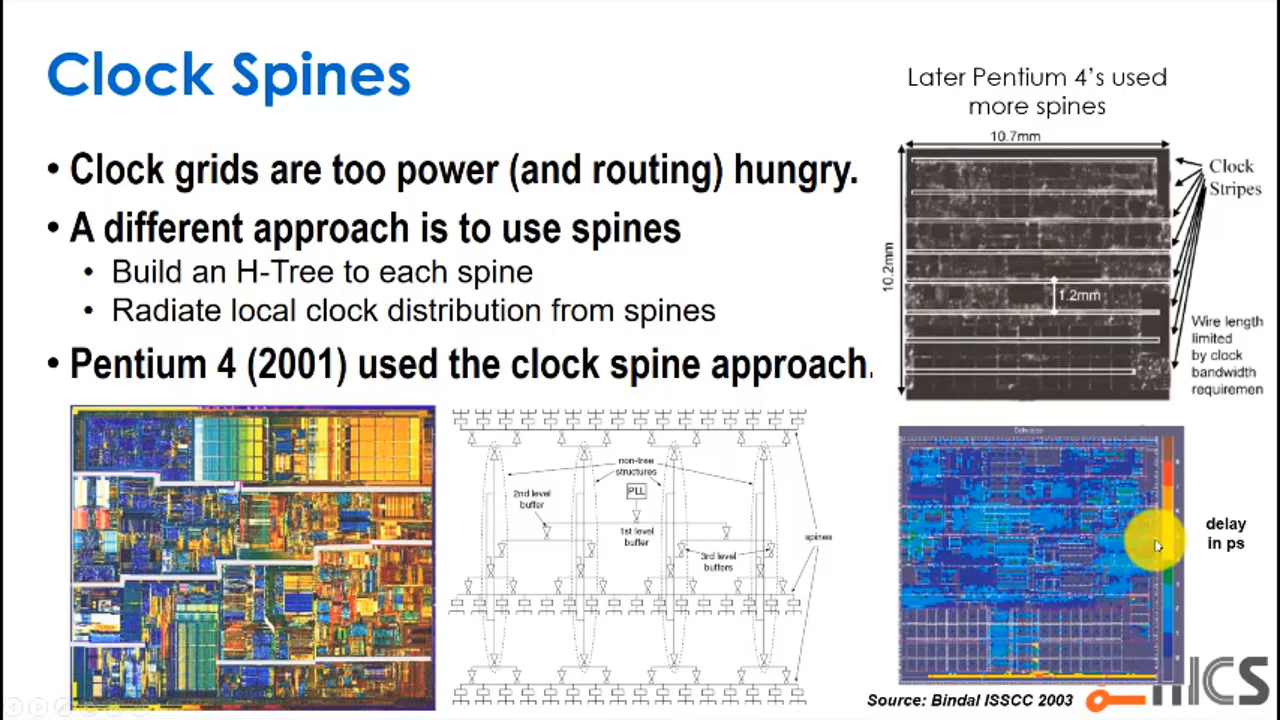 Clock Spines
• Clock grids are too power (and routing) hungry.
• A different approach is to use spines
• Build an H-Tree to each spine
• Radiate local clock distribution from spines
• Pentium 4 (2001) used the clock spine approach.
Later Pentium 4's used
more spines
10.7mm
Clock
Stripes
10.2mm
1.2mm
Wire length
limited
by clock
bandwidth
requiremen
non-tree
structures
PLL
2nd level
buffer
1st level
buffer
3rd level
buffers
spines
delay
in ps
Source: Bindal ISSCC 2003